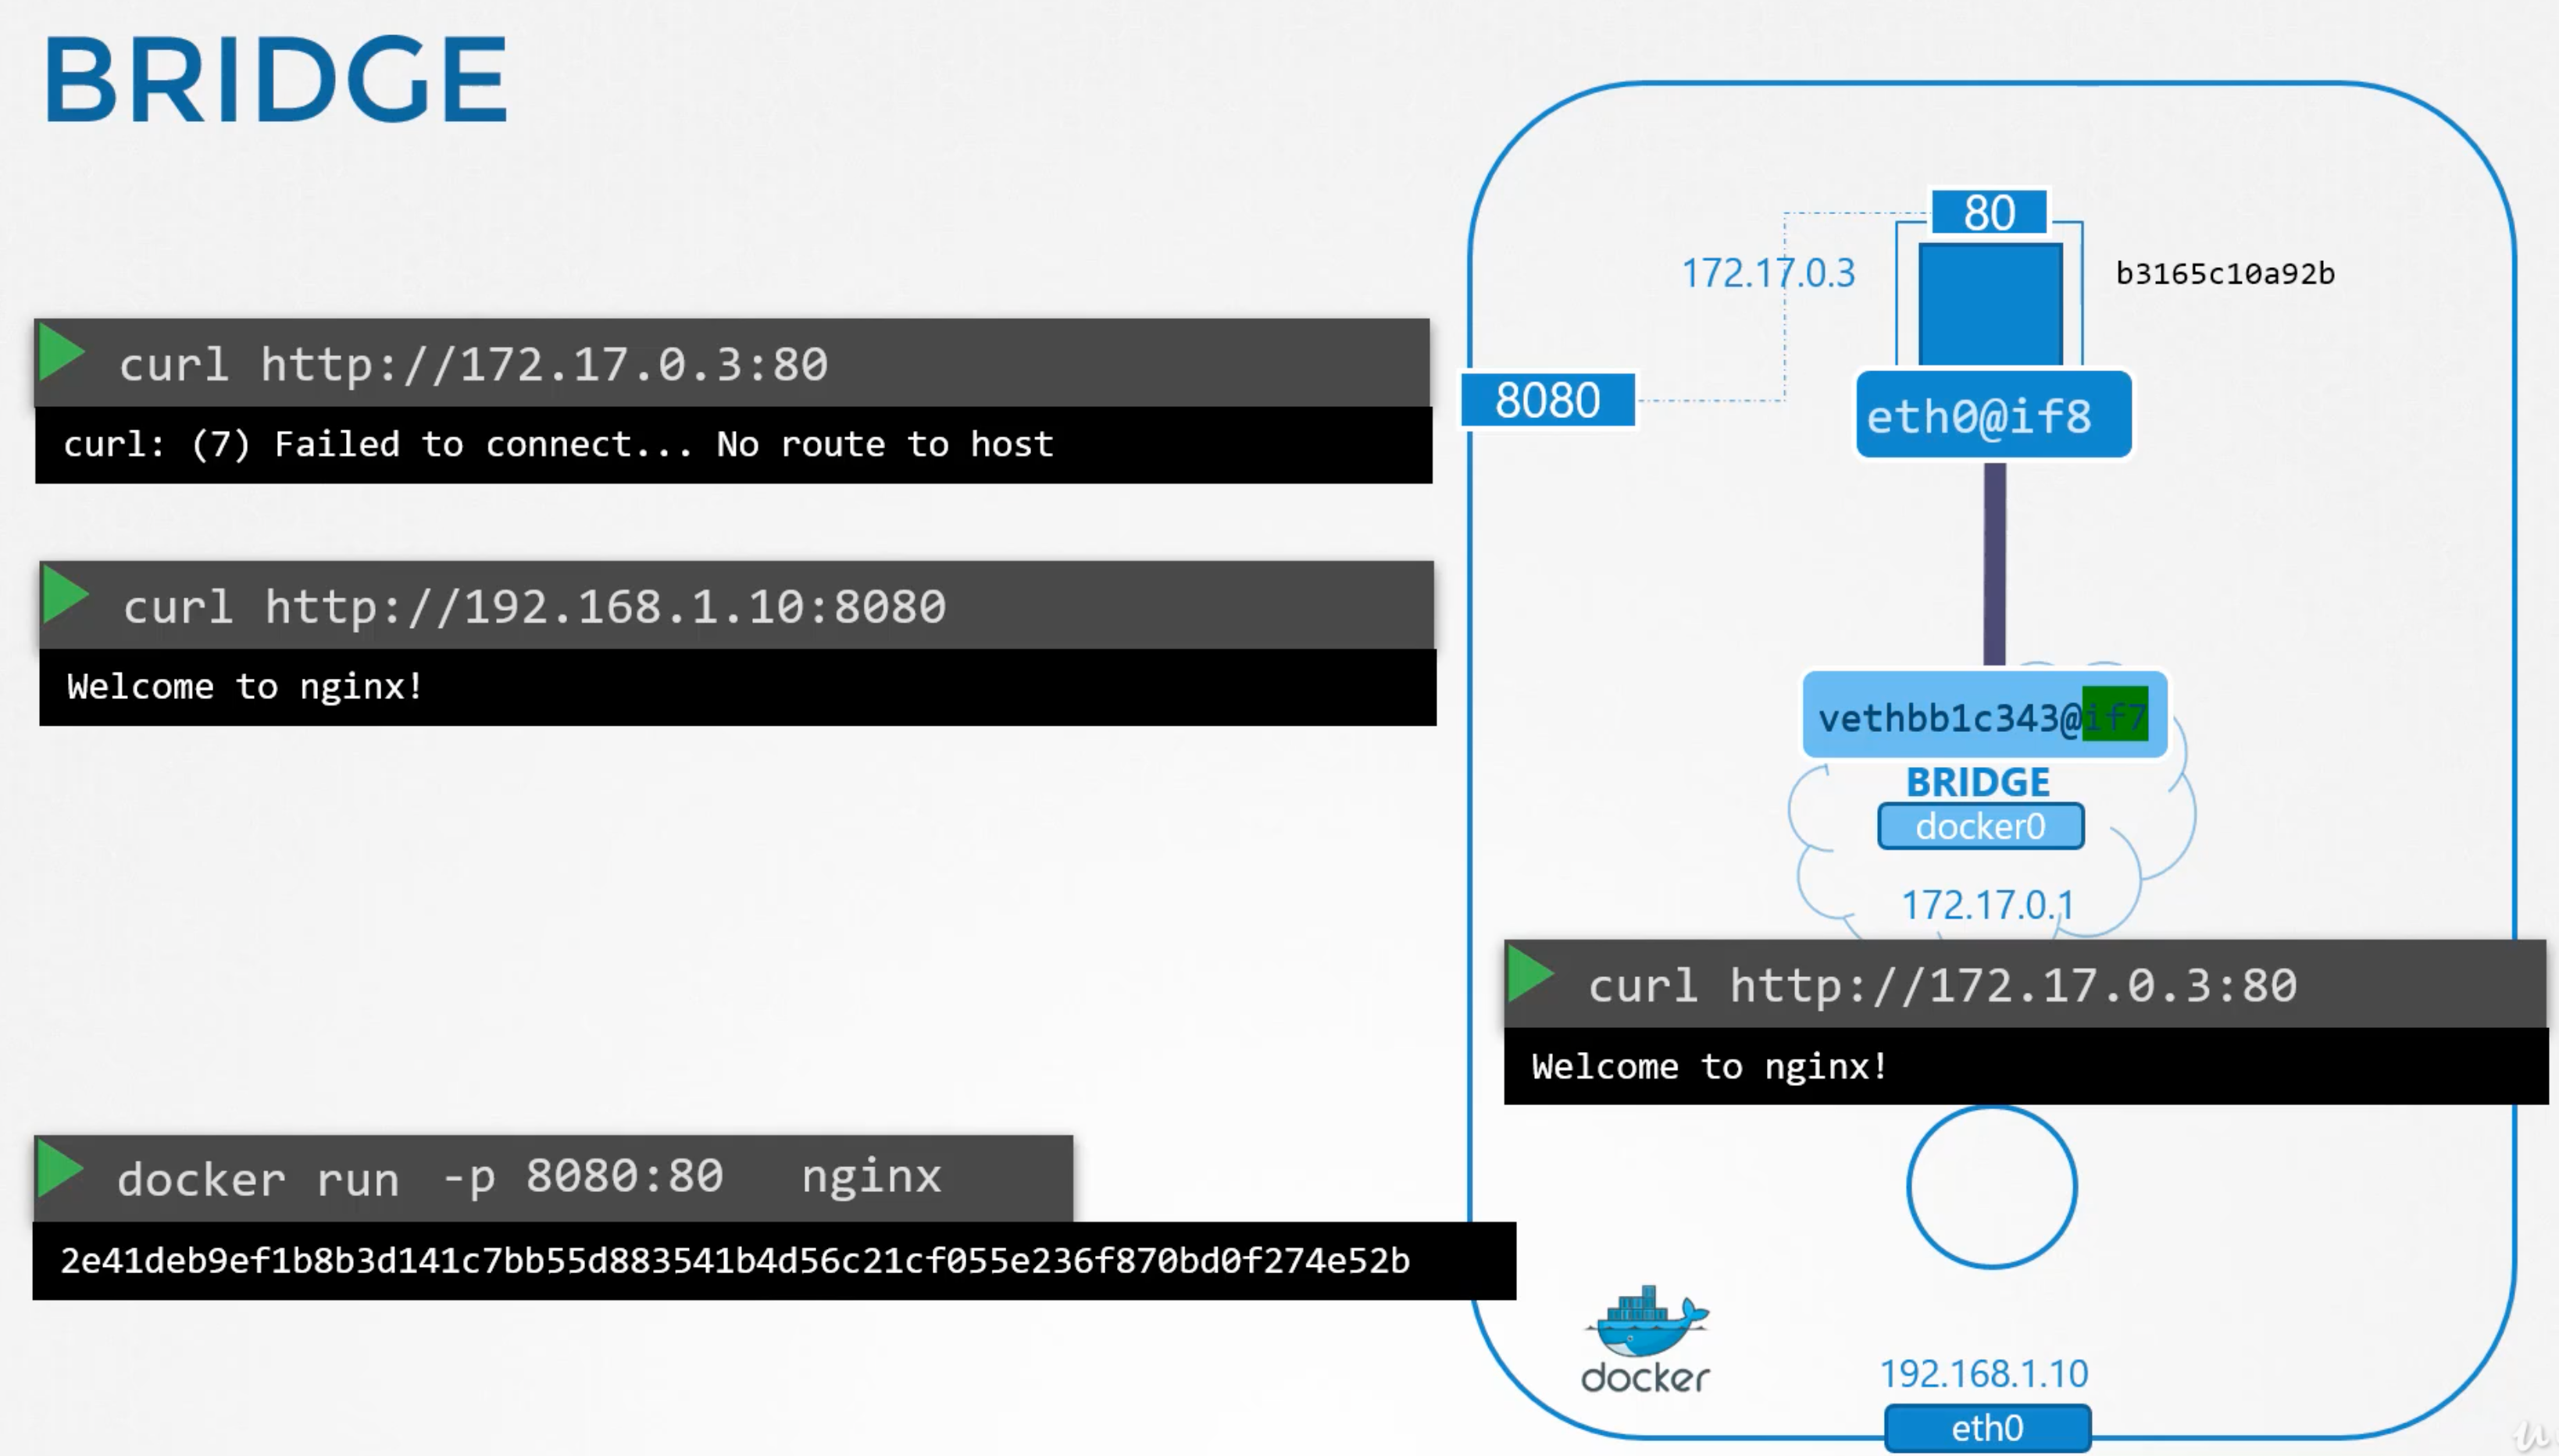 BRIDGE
curl http://172.17.0.3:80
curl: (7) Failed to connect... No route to host
curl http://192.168.1.10:8080
Welcome to nginx!
docker run -p 8080:80 nginx
2e41deb9ef1b8b3d141c7bb55d883541b4d56c21cf055e236f870bd0f274e52b
80
172.17.0.3
b3165c10a92b
8080
eth0@if8
vethbb1c343@if7
BRIDGE
docker0
172.17.0.1
curl http://172.17.0.3:80
Welcome to nginx!
docker
192.168.1.10
eth0
u